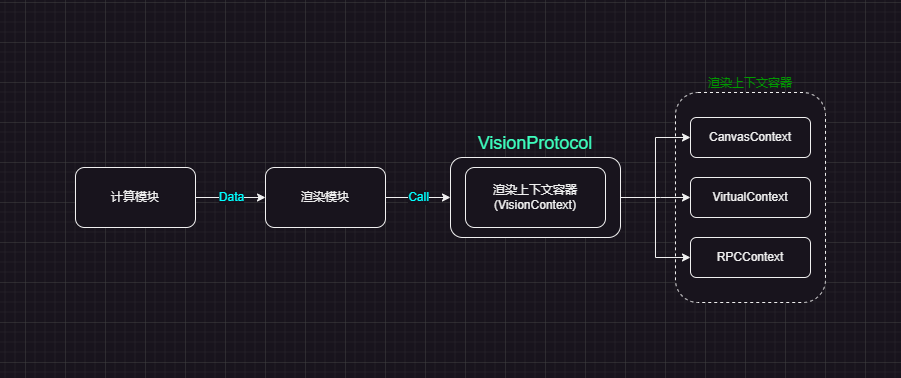 计算模块
Data
渲染模块
Call
VisionProtocol
渲染上下文容器
(VisionContext)
渲染上下文容器
CanvasContext
VirtualContext
RPCContext